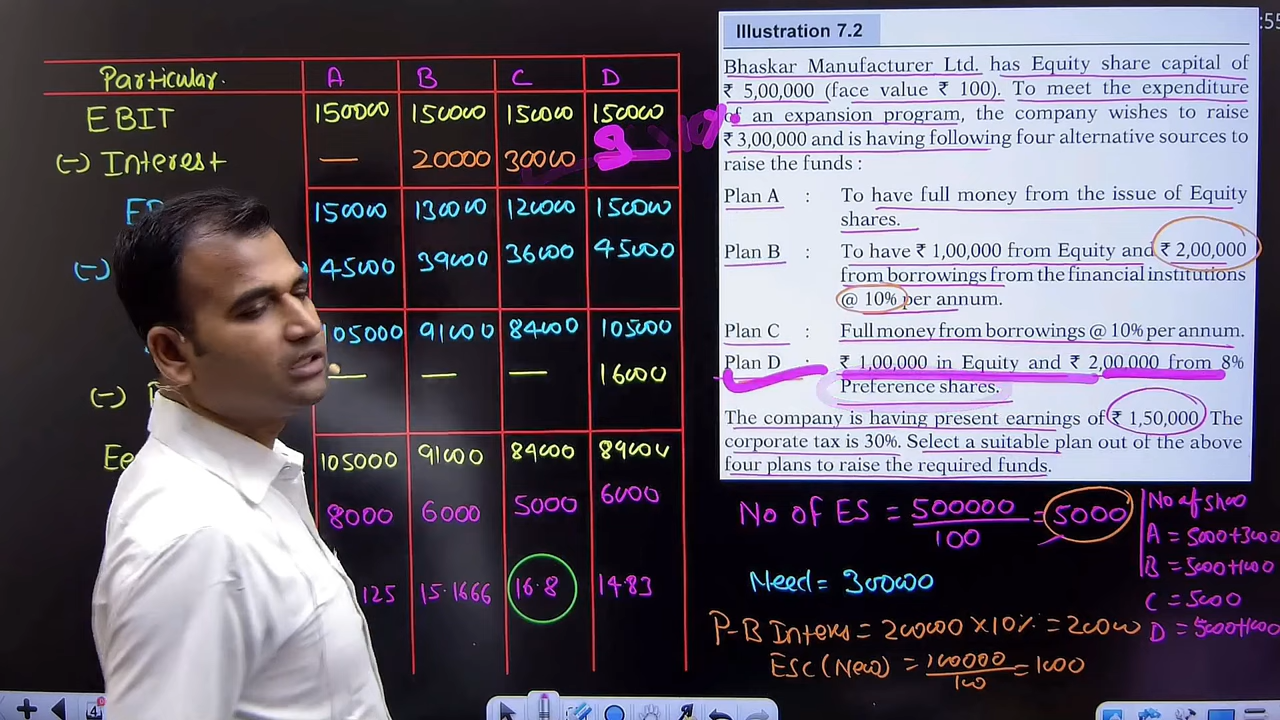 :55
Particular.
A
B
C
D
EBIT
150000
150000
150000
150000
(-) Interest
—
20000
30000
150000
130000
120000
150000
(-)
45000
39000
36000
45000
105000
91000
84000
105000
(-)
—
—
—
16000
105000
91000
84000
89000
8000
6000
5000
6000
125
15.1666
16.8
14.83
Illustration 7.2
Bhaskar Manufacturer Ltd. has Equity share capital of
₹ 5,00,000 (face value ₹ 100). To meet the expenditure
of an expansion program, the company wishes to raise
₹ 3,00,000 and is having following four alternative sources to
raise the funds :
Plan A : To have full money from the issue of Equity
shares.
Plan B : To have ₹ 1,00,000 from Equity and ₹ 2,00,000
from borrowings from the financial institutions
@ 10% per annum.
Plan C : Full money from borrowings @ 10% per annum.
Plan D : ₹ 1,00,000 in Equity and ₹ 2,00,000 from 8%
Preference shares.
The company is having present earnings of ₹ 1,50,000 The
corporate tax is 30%. Select a suitable plan out of the above
four plans to raise the required funds.
No of ES = 500000 / 100 = 5000
Need = 300000
P-B Interes = 200000 × 10% = 20000
ESC (New) = 100000 / 100 = 1000
No of
A = 5000+3000
B = 5000+1000
C = 5000
D = 5000+1000